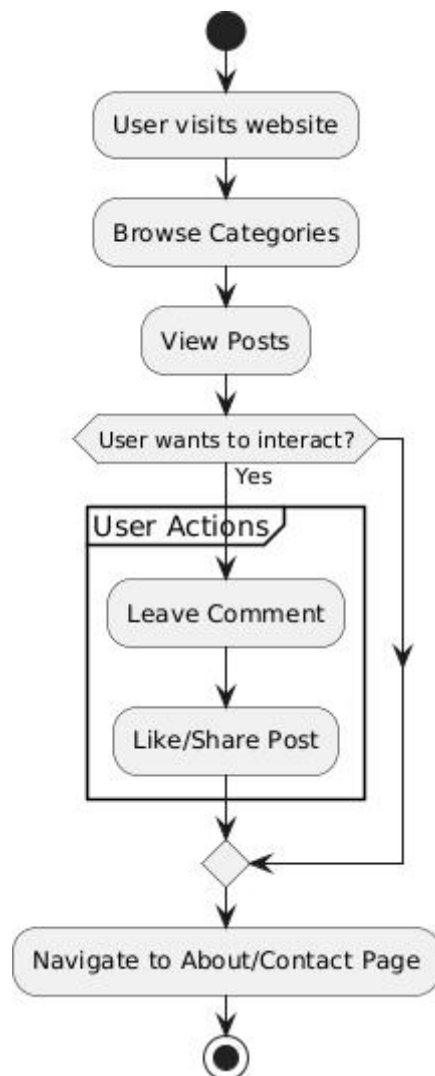 User visits website
Browse Categories
View Posts
User wants to interact?
Yes
User Actions
Leave Comment
Like/Share Post
Navigate to About/Contact Page